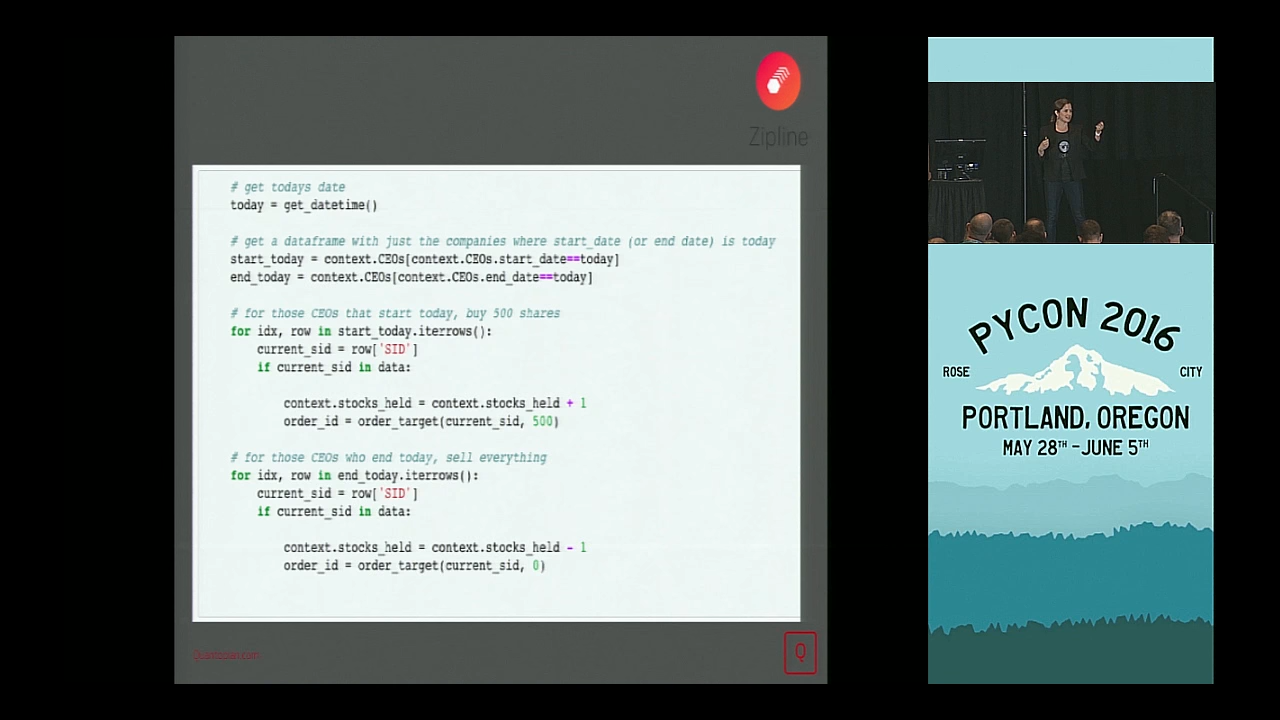 Zipline
# get todays date
today = get_datetime()
# get a dataframe with just the companies where start_date (or end date) is today
start_today = context.CEOs[context.CEOs.start_date==today]
end_today = context.CEOs[context.CEOs.end_date==today]
# for those CEOs that start today, buy 500 shares
for idx, row in start_today.iterrows():
    current_sid = row['SID']
    if current_sid in data:
        context.stocks_held = context.stocks_held + 1
        order_id = order_target(current_sid, 500)
# for those CEOs who end today, sell everything
for idx, row in end_today.iterrows():
    current_sid = row['SID']
    if current_sid in data:
        context.stocks_held = context.stocks_held - 1
        order_id = order_target(current_sid, 0)
Q
PYCON 2016
ROSE CITY
PORTLAND, OREGON
MAY 28TH - JUNE 5TH